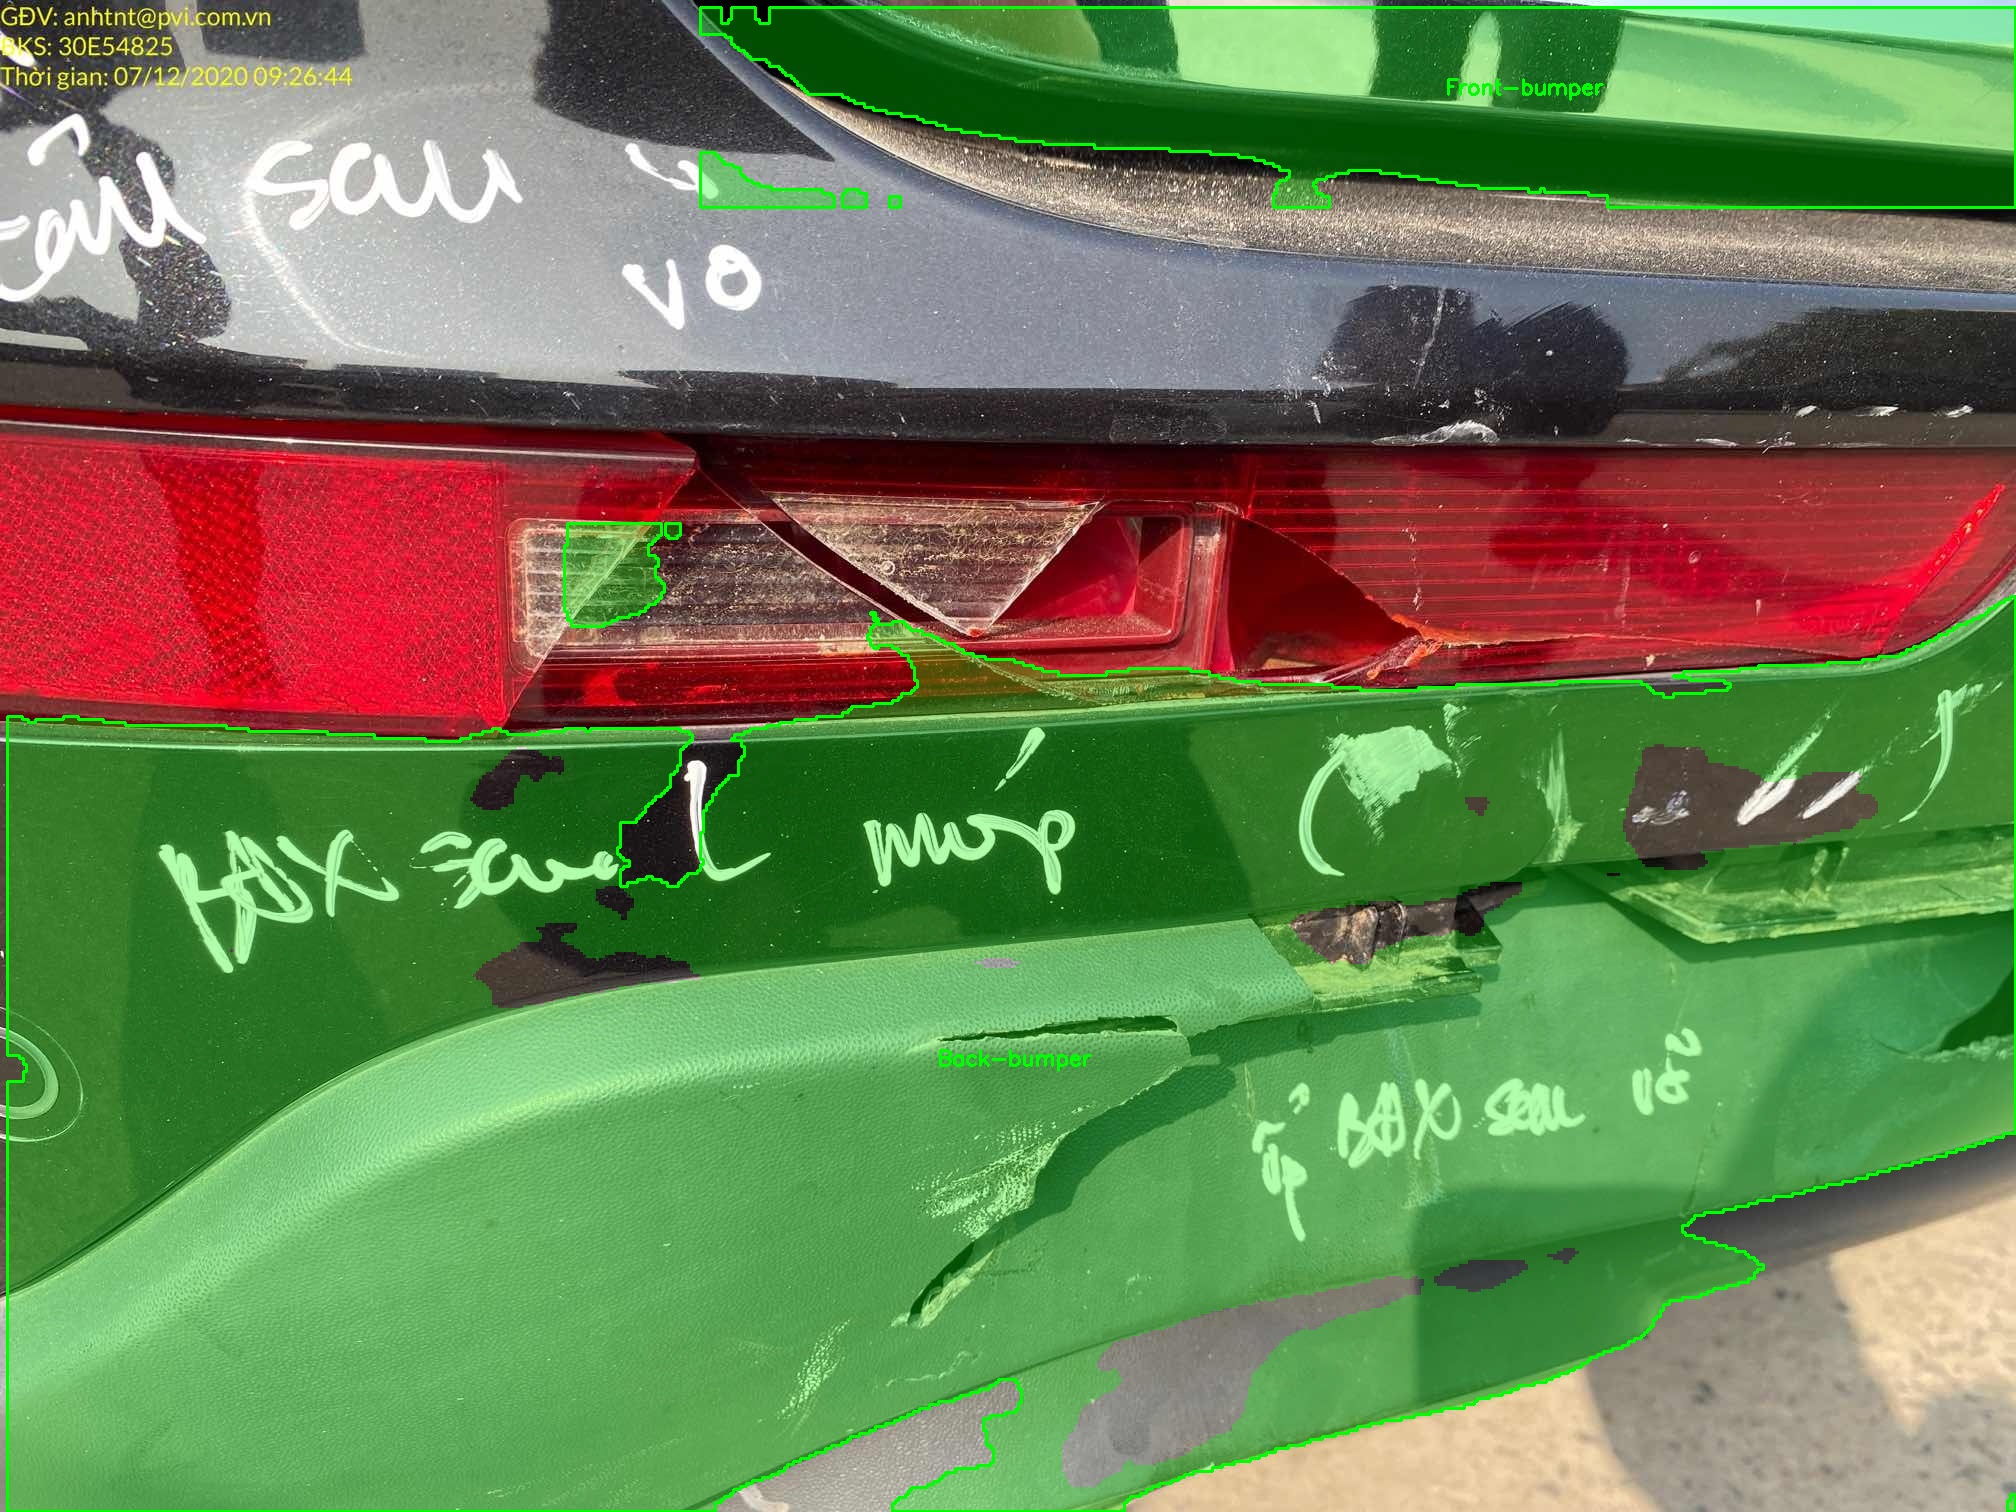 GĐV: anhtnt@pvi.com.vn
BKS: 30E54825
Thời gian: 07/12/2020 09:26:44
Front-bumper
sau
vỡ
BĐX sau móp
Back-bumper
ốp BĐX sau vỡ